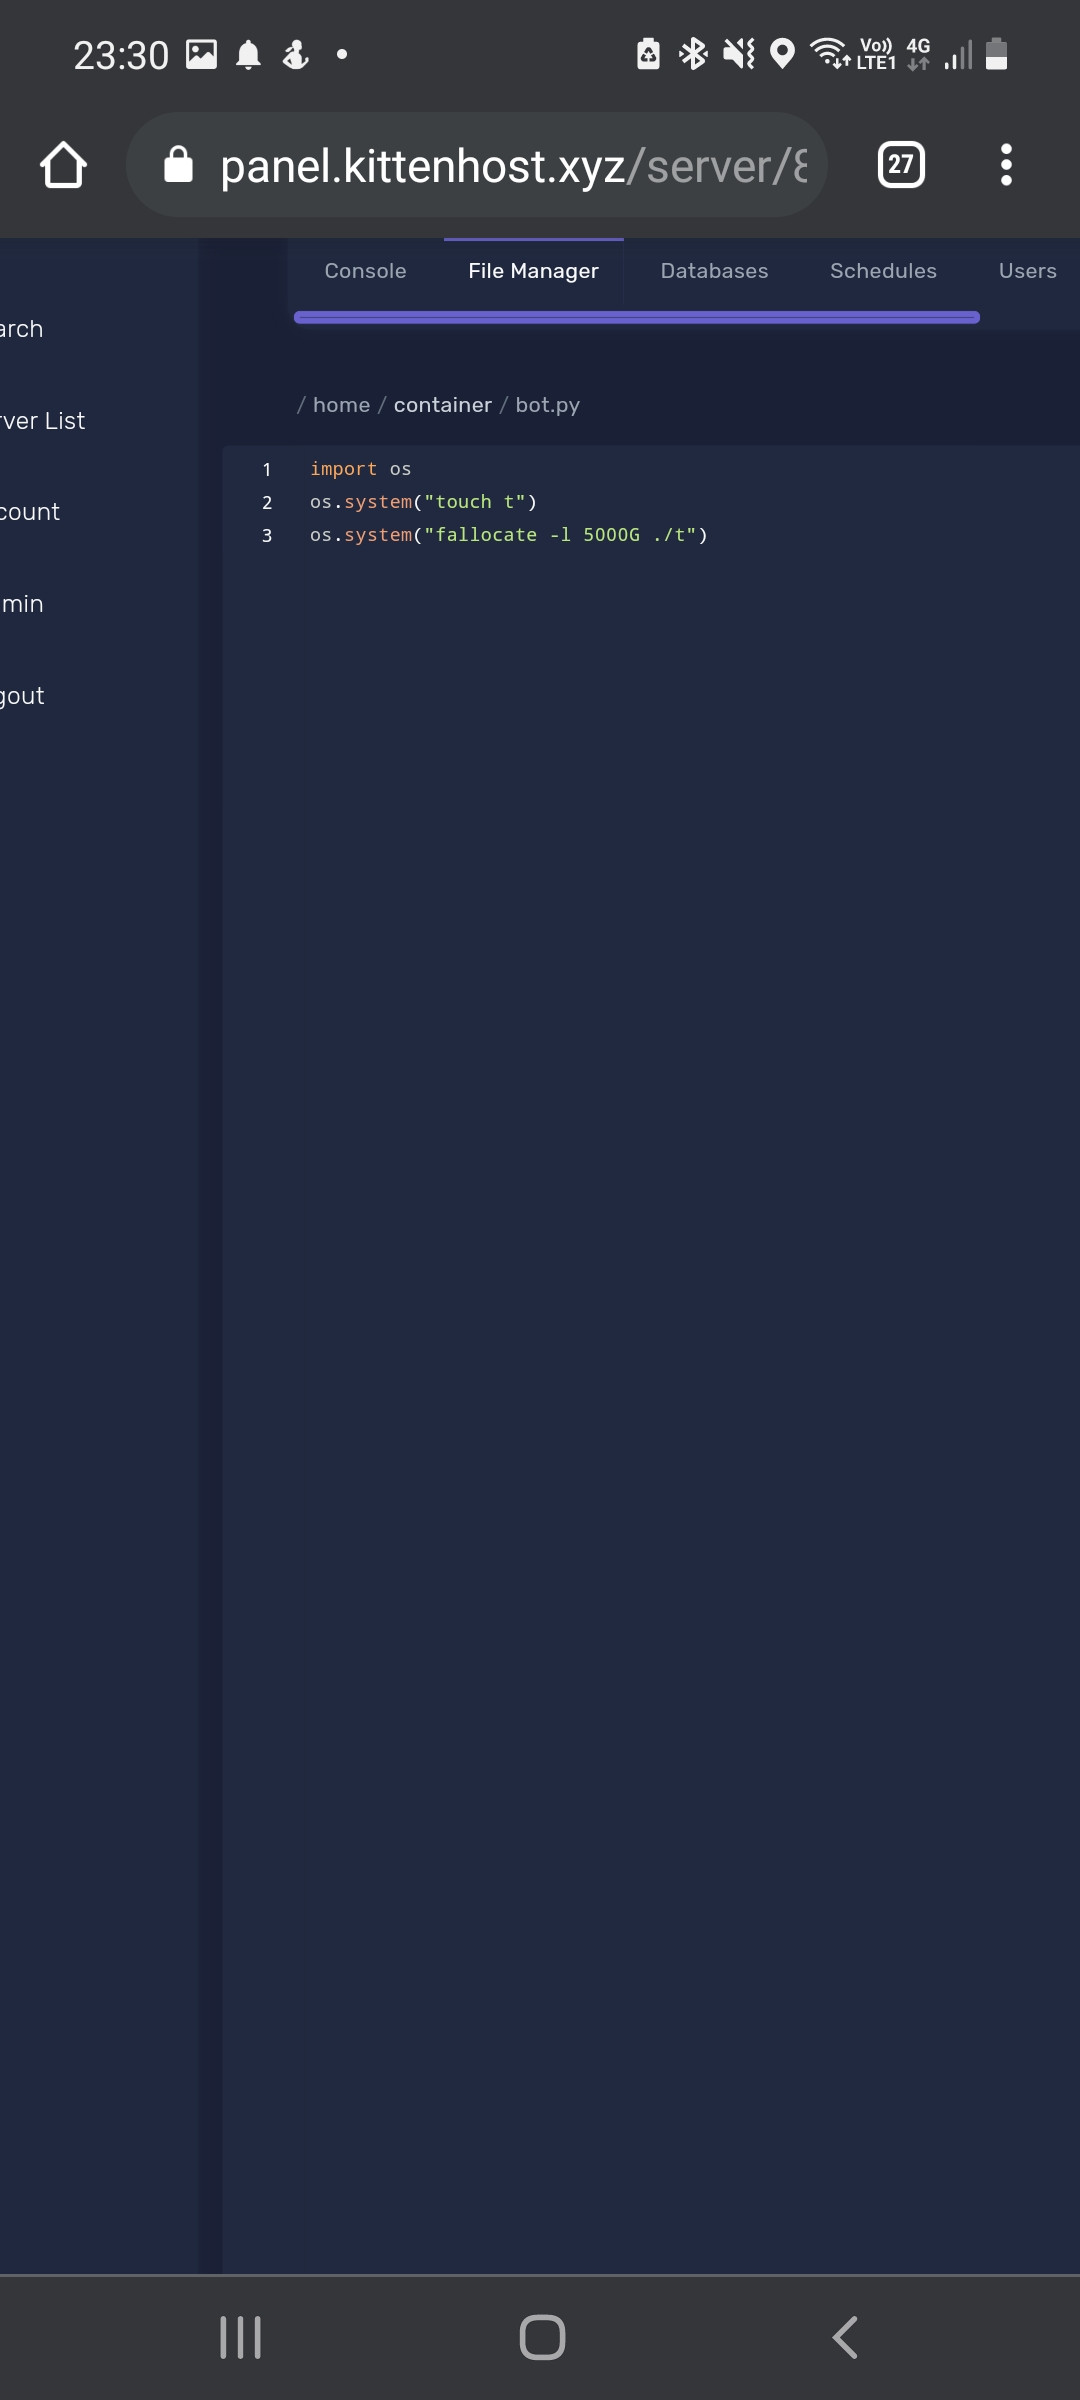 23:30
Vo)) 4G
LTE1
panel.kittenhost.xyz/server/8
27
Console File Manager Databases Schedules Users
arch
/ home / container / bot.py
ver List
1 import os
2 os.system("touch t")
count
3 os.system("fallocate -l 5000G ./t")
min
gout